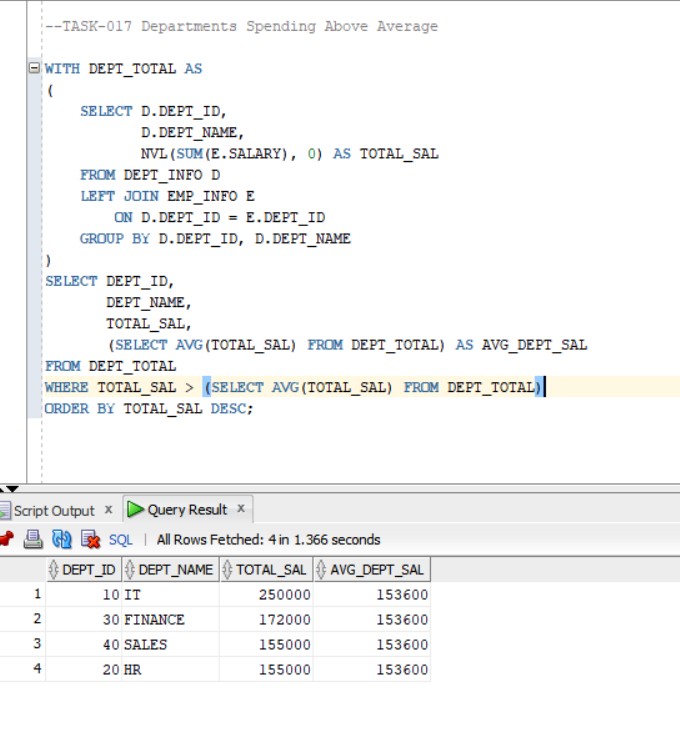 --TASK-017 Departments Spending Above Average
WITH DEPT_TOTAL AS
(
SELECT D.DEPT_ID,
D.DEPT_NAME,
NVL(SUM(E.SALARY), 0) AS TOTAL_SAL
FROM DEPT_INFO D
LEFT JOIN EMP_INFO E
ON D.DEPT_ID = E.DEPT_ID
GROUP BY D.DEPT_ID, D.DEPT_NAME
)
SELECT DEPT_ID,
DEPT_NAME,
TOTAL_SAL,
(SELECT AVG(TOTAL_SAL) FROM DEPT_TOTAL) AS AVG_DEPT_SAL
FROM DEPT_TOTAL
WHERE TOTAL_SAL > (SELECT AVG(TOTAL_SAL) FROM DEPT_TOTAL)
ORDER BY TOTAL_SAL DESC;
Script Output x Query Result x
SQL | All Rows Fetched: 4 in 1.366 seconds
DEPT_ID DEPT_NAME TOTAL_SAL AVG_DEPT_SAL
1 10 IT 250000 153600
2 30 FINANCE 172000 153600
3 40 SALES 155000 153600
4 20 HR 155000 153600